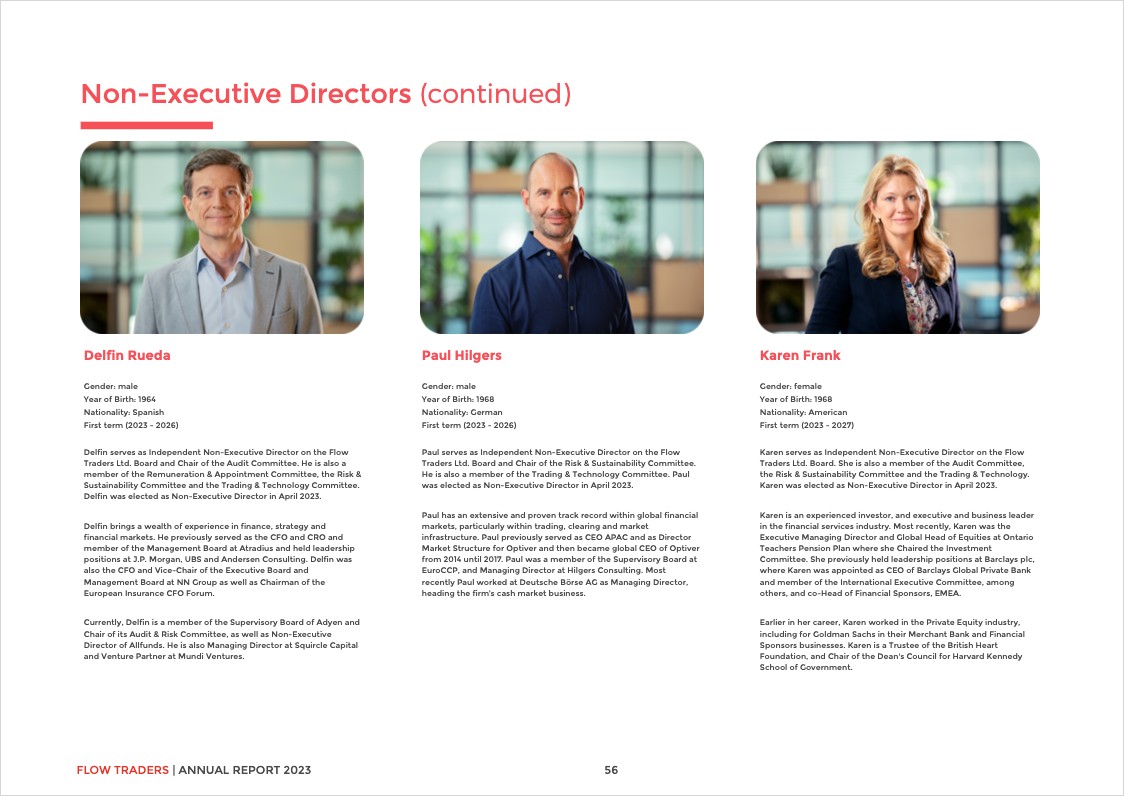 Non-Executive Directors (continued)
Delfin Rueda
Gender: male
Year of Birth: 1964
Nationality: Spanish
First term (2023 - 2026)
Delfin serves as Independent Non-Executive Director on the Flow
Traders Ltd. Board and Chair of the Audit Committee. He is also a
member of the Remuneration & Appointment Committee, the Risk &
Sustainability Committee and the Trading & Technology Committee.
Delfin was elected as Non-Executive Director in April 2023.
Delfin brings a wealth of experience in finance, strategy and
financial markets. He previously served as the CFO and CRO and
member of the Management Board at Atradius and held leadership
positions at J.P. Morgan, UBS and Andersen Consulting. Delfin was
also the CFO and Vice-Chair of the Executive Board and
Management Board at NN Group as well as Chairman of the
European Insurance CFO Forum.
Currently, Delfin is a member of the Supervisory Board of Adyen and
Chair of its Audit & Risk Committee, as well as Non-Executive
Director of Allfunds. He is also Managing Director at Squircle Capital
and Venture Partner at Mundi Ventures.
Paul Hilgers
Gender: male
Year of Birth: 1968
Nationality: German
First term (2023 - 2026)
Paul serves as Independent Non-Executive Director on the Flow
Traders Ltd. Board and Chair of the Risk & Sustainability Committee.
He is also a member of the Trading & Technology Committee. Paul
was elected as Non-Executive Director in April 2023.
Paul has an extensive and proven track record within global financial
markets, particularly within trading, clearing and market
infrastructure. Paul previously served as CEO APAC and as Director
Market Structure for Optiver and then became global CEO of Optiver
from 2014 until 2017. Paul was a member of the Supervisory Board at
EuroCCP, and Managing Director at Hilgers Consulting. Most
recently Paul worked at Deutsche Börse AG as Managing Director,
heading the firm's cash market business.
Karen Frank
Gender: female
Year of Birth: 1968
Nationality: American
First term (2023 - 2027)
Karen serves as Independent Non-Executive Director on the Flow
Traders Ltd. Board. She is also a member of the Audit Committee,
the Risk & Sustainability Committee and the Trading & Technology.
Karen was elected as Non-Executive Director in April 2023.
Karen is an experienced investor, and executive and business leader
in the financial services industry. Most recently, Karen was the
Executive Managing Director and Global Head of Equities at Ontario
Teachers Pension Plan where she Chaired the Investment
Committee. She previously held leadership positions at Barclays plc,
where Karen was appointed as CEO of Barclays Global Private Bank
and member of the International Executive Committee, among
others, and co-Head of Financial Sponsors, EMEA.
Earlier in her career, Karen worked in the Private Equity industry,
including for Goldman Sachs in their Merchant Bank and Financial
Sponsors businesses. Karen is a Trustee of the British Heart
Foundation, and Chair of the Dean's Council for Harvard Kennedy
School of Government.
FLOW TRADERS | ANNUAL REPORT 2023
56